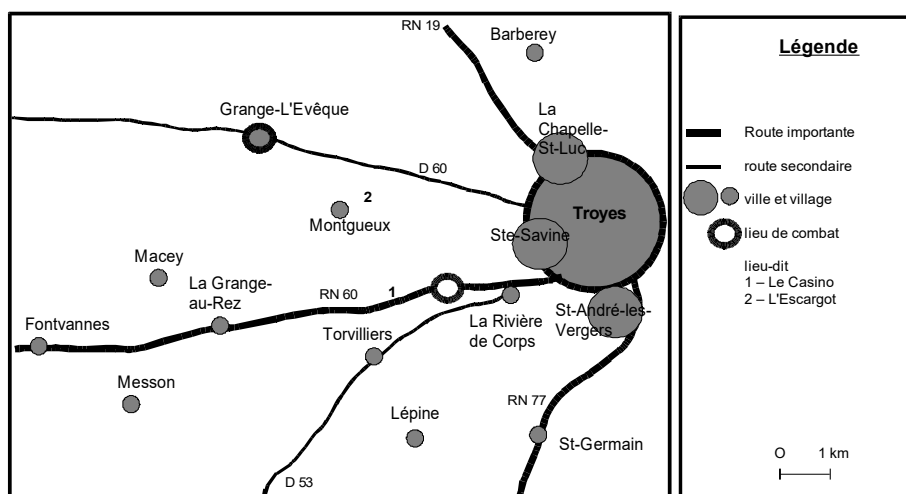 RN 19
Barberey
Grange-L'Evêque
La
Chapelle-
St-Luc
D 60
2
Montgueux
Troyes
Ste-Savine
Macey
La Grange-
au-Rez
RN 60
1
Fontvannes
Torvilliers
La Rivière
de Corps
St-André-les-
Vergers
Messon
Lépine
RN 77
St-Germain
D 53
Légende
Route importante
route secondaire
ville et village
lieu de combat
lieu-dit
1 – Le Casino
2 – L'Escargot
O 1 km